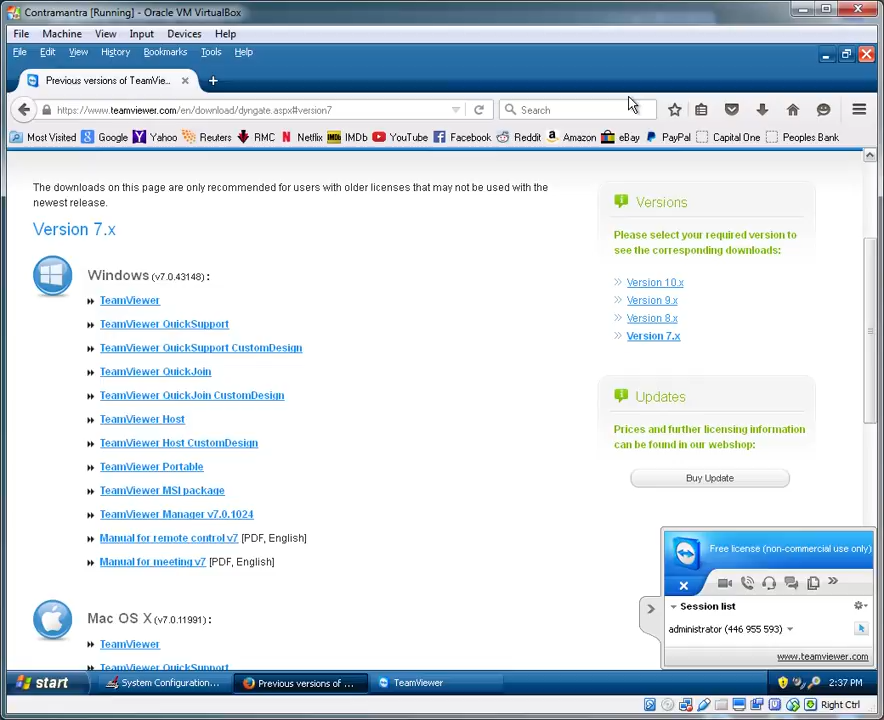 Contramantra [Running] - Oracle VM VirtualBox
File Machine View Input Devices Help
File Edit View History Bookmarks Tools Help
Previous versions of TeamVie...
https://www.teamviewer.com/en/download/dyngate.aspx#version7
Search
Most Visited Google Yahoo Reuters RMC Netflix IMDb YouTube Facebook Reddit Amazon eBay PayPal Capital One Peoples Bank
The downloads on this page are only recommended for users with older licenses that may not be used with the
newest release.
Version 7.x
Windows (v7.0.43148) :
TeamViewer
TeamViewer QuickSupport
TeamViewer QuickSupport CustomDesign
TeamViewer QuickJoin
TeamViewer QuickJoin CustomDesign
TeamViewer Host
TeamViewer Host CustomDesign
TeamViewer Portable
TeamViewer MSI package
TeamViewer Manager v7.0.1024
Manual for remote control v7 [PDF, English]
Manual for meeting v7 [PDF, English]
Mac OS X (v7.0.11991) :
TeamViewer
TeamViewer QuickSupport
Versions
Please select your required version to
see the corresponding downloads:
Version 10.x
Version 9.x
Version 8.x
Version 7.x
Updates
Prices and further licensing information
can be found in our webshop:
Buy Update
Free license (non-commercial use only)
Session list
administrator (446 955 593)
www.teamviewer.com
start System Configuration... Previous versions of ... TeamViewer 2:37 PM
Right Ctrl